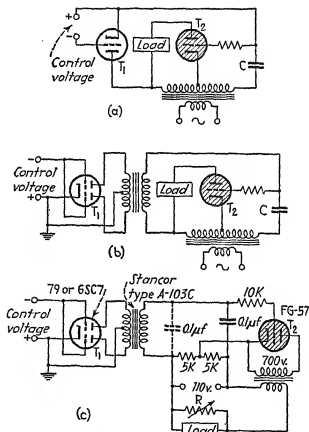 +
-
T2
Load
Control
voltage
T1
C
(a)
-
Control
voltage
+
T1
Load
T2
C
(b)
Stancor
type A-103C
79 or 6SC7
10K
FG-57
-
Control
voltage
+
T1
0.1µf
0.1µf
T2
5K
5K
700v.
110v.
R
Load
(c)